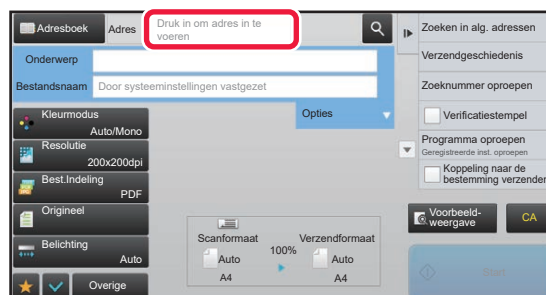 Adresboek
Adres
Druk in om adres in te
voeren
Zoeken in alg. adressen
Onderwerp
Verzendgeschiedenis
Bestandsnaam
Door systeeminstellingen vastgezet
Zoeknummer oproepen
Kleurmodus
Auto/Mono
Opties
Verificatiestempel
Resolutie
200x200dpi
Programma oproepen
Geregistreerde inst. oproepen
Best.Indeling
PDF
Koppeling naar de
bestemming verzenden
Origineel
Voorbeeld-
weergave
CA
Scanformaat
100%
Verzendformaat
Belichting
Auto
Auto
Auto
A4
A4
Overige
Start